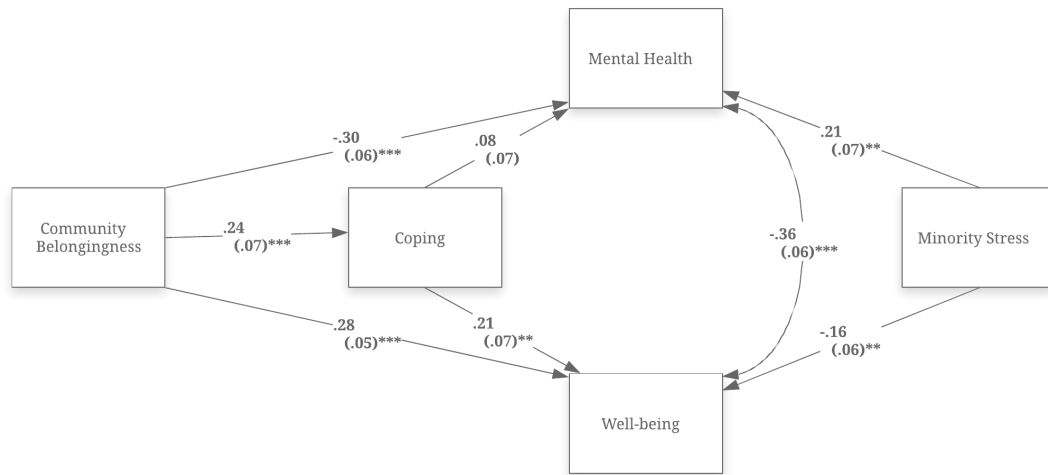 Mental Health
-.30
(.06)***
.08
(.07)
.21
(.07)**
Community
Belongingness
.24
(.07)***
Coping
-.36
(.06)***
Minority Stress
.28
(.05)***
.21
(.07)**
-.16
(.06)**
Well-being